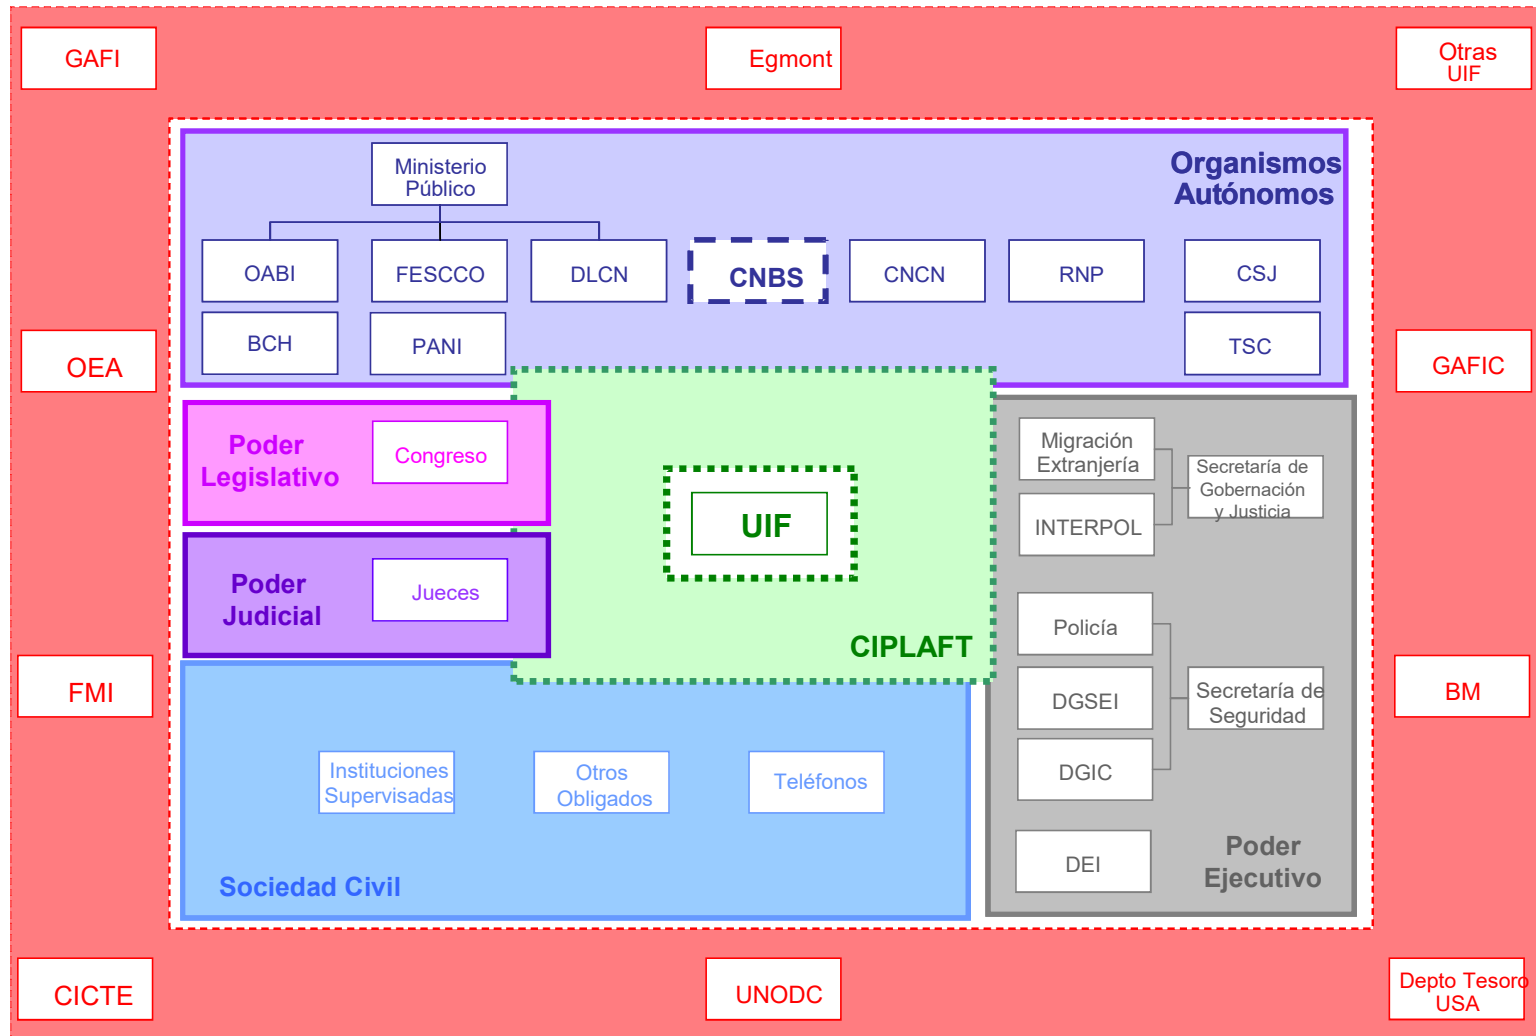 GAFI
Egmont
Otras
UIF
Ministerio
Público
Organismos
Autónomos
OABI
FESCCO
DLCN
CNBS
CNCN
RNP
CSJ
BCH
PANI
TSC
OEA
GAFIC
Poder
Legislativo
Congreso
Migración
Extranjería
Secretaría de
Gobernación
y Justicia
INTERPOL
UIF
Poder
Judicial
Jueces
CIPLAFT
Policía
DGSEI
Secretaría de
Seguridad
DGIC
FMI
BM
Instituciones
Supervisadas
Otros
Obligados
Teléfonos
DEI
Poder
Ejecutivo
Sociedad Civil
CICTE
UNODC
Depto Tesoro
USA